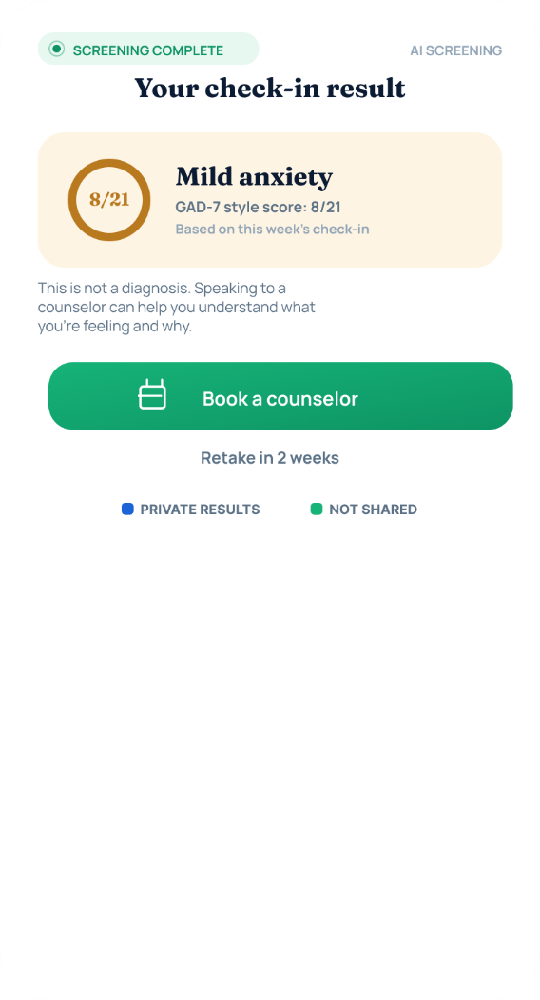 SCREENING COMPLETE
AI SCREENING
Your check-in result
8/21
Mild anxiety
GAD-7 style score: 8/21
Based on this week's check-in
This is not a diagnosis. Speaking to a
counselor can help you understand what
you're feeling and why.
Book a counselor
Retake in 2 weeks
PRIVATE RESULTS
NOT SHARED